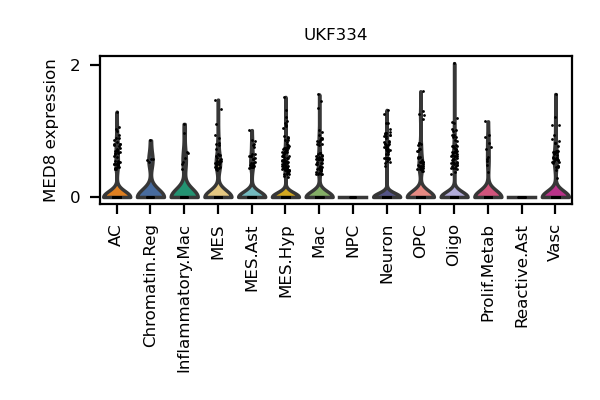 UKF334
MED8 expression
2
0
AC
Chromatin.Reg
Inflammatory.Mac
MES
MES.Ast
MES.Hyp
Mac
NPC
Neuron
OPC
Oligo
Prolif.Metab
Reactive.Ast
Vasc